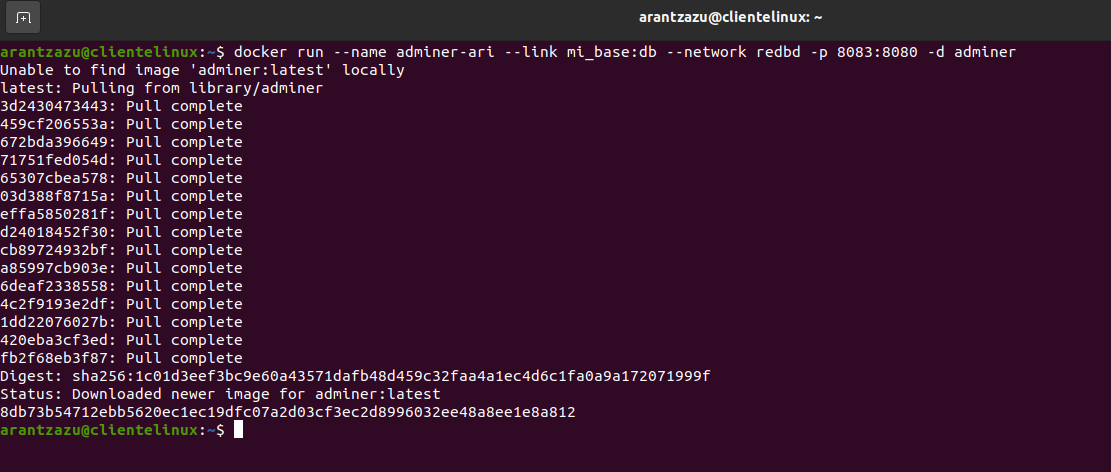 arantzazu@clientelinux: ~
arantzazu@clientelinux:~$ docker run --name adminer-ari --link mi_base:db --network redbd -p 8083:8080 -d adminer
Unable to find image 'adminer:latest' locally
latest: Pulling from library/adminer
3d2430473443: Pull complete
459cf206553a: Pull complete
672bda396649: Pull complete
71751fed054d: Pull complete
65307cbea578: Pull complete
03d388f8715a: Pull complete
effa5850281f: Pull complete
d24018452f30: Pull complete
cb89724932bf: Pull complete
a85997cb903e: Pull complete
6deaf2338558: Pull complete
4c2f9193e2df: Pull complete
1dd22076027b: Pull complete
420eba3cf3ed: Pull complete
fb2f68eb3f87: Pull complete
Digest: sha256:1c01d3eef3bc9e60a43571dafb48d459c32faa4a1ec4d6c1fa0a9a172071999f
Status: Downloaded newer image for adminer:latest
8db73b54712ebb5620ec1ec19dfc07a2d03cf3ec2d8996032ee48a8ee1e8a812
arantzazu@clientelinux:~$